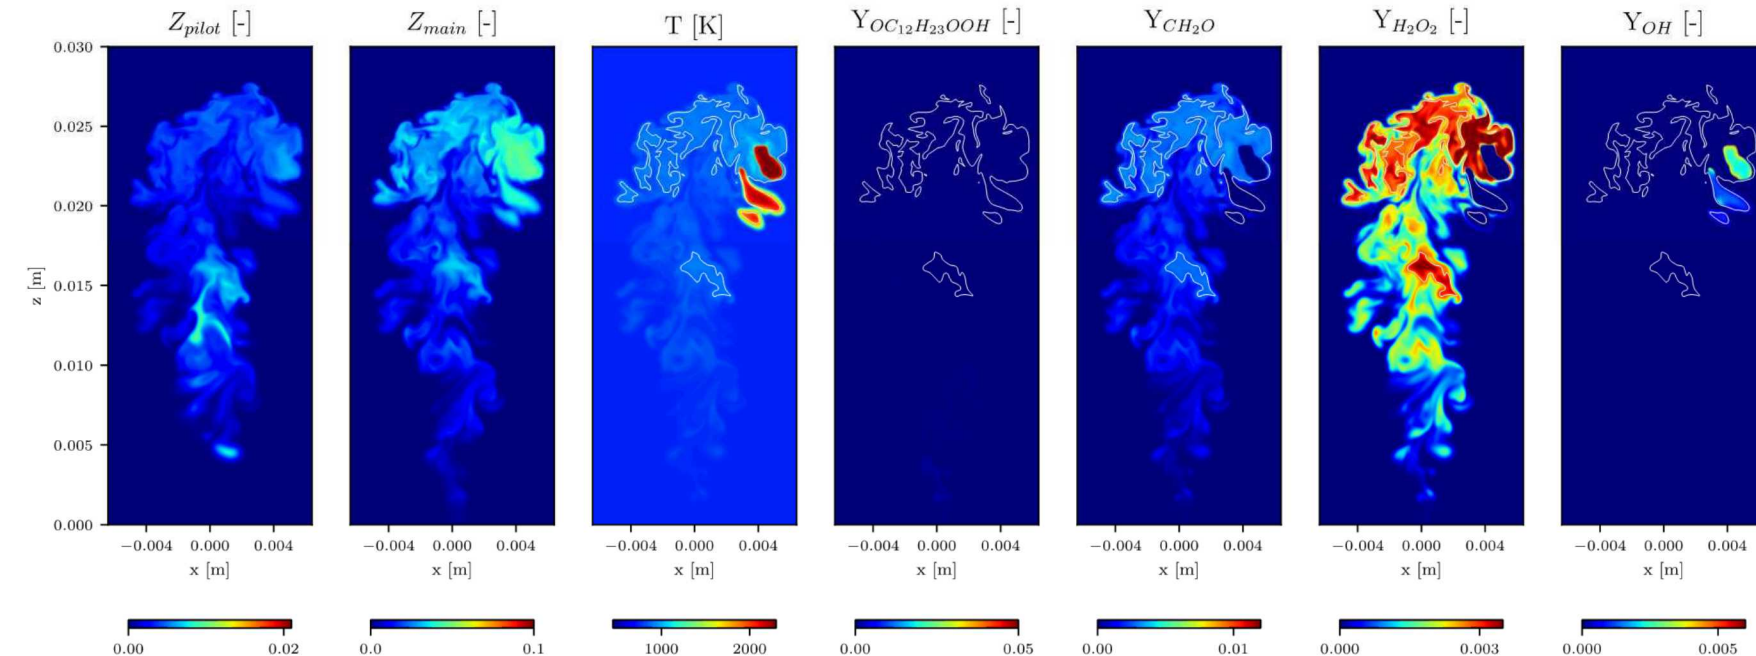 Z_pilot [-] Z_main [-] T [K] Y_OC12H23OOH [-] Y_CH2O Y_H2O2 [-] Y_OH [-]
0.030
0.025
0.020
0.015
z [m]
0.010
0.005
0.000
−0.004 0.000 0.004 −0.004 0.000 0.004 −0.004 0.000 0.004 −0.004 0.000 0.004 −0.004 0.000 0.004 −0.004 0.000 0.004 −0.004 0.000 0.004
x [m] x [m] x [m] x [m] x [m] x [m] x [m]
0.00 0.02 0.0 0.1 1000 2000 0.00 0.05 0.00 0.01 0.000 0.003 0.000 0.005